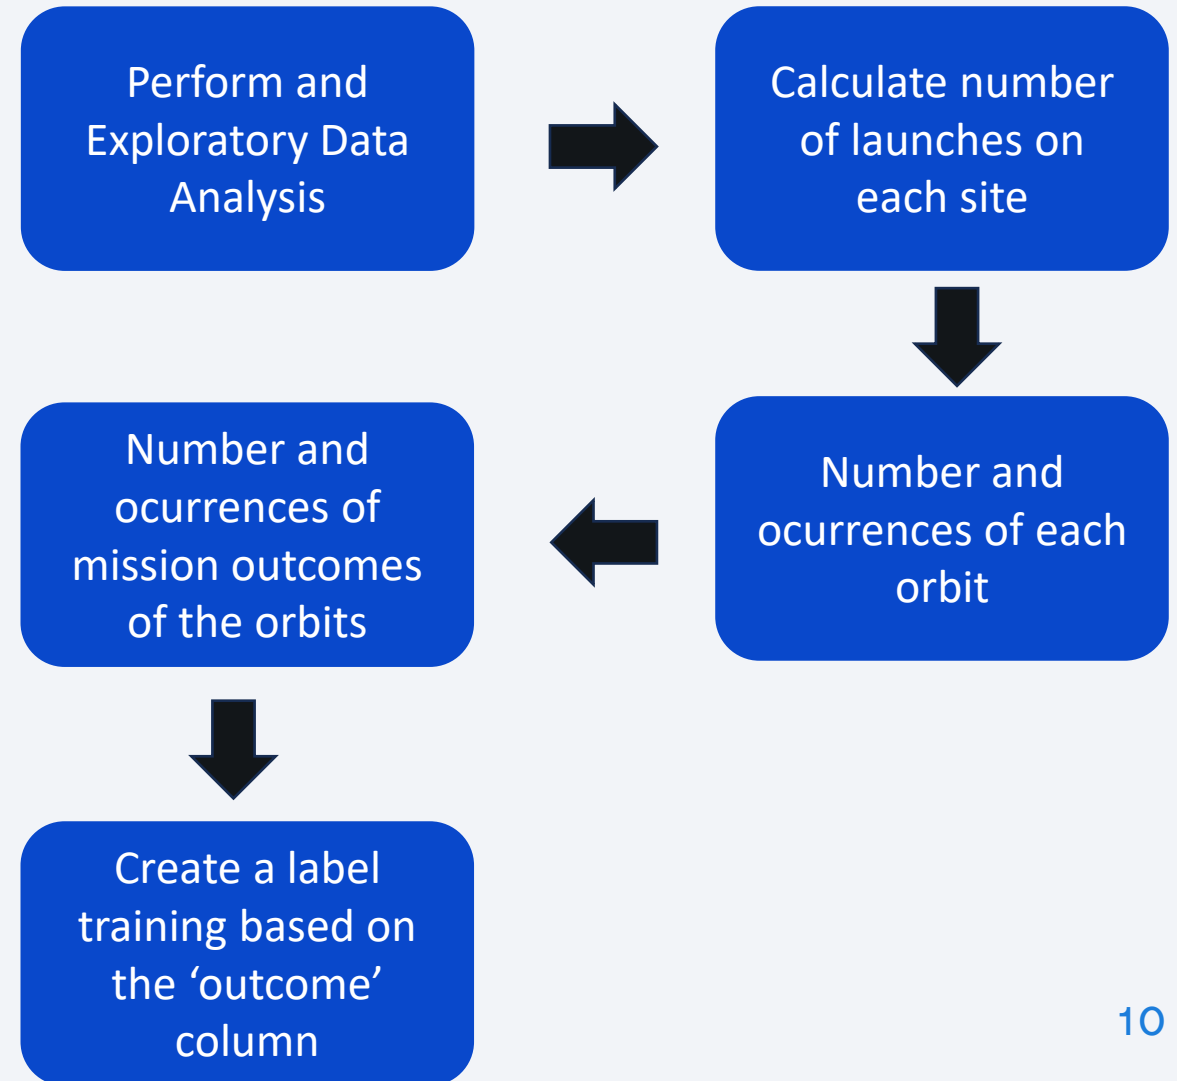 Perform and
Exploratory Data
Analysis
Calculate number
of launches on
each site
Number and
ocurrences of each
orbit
Number and
ocurrences of
mission outcomes
of the orbits
Create a label
training based on
the ‘outcome’
column
10